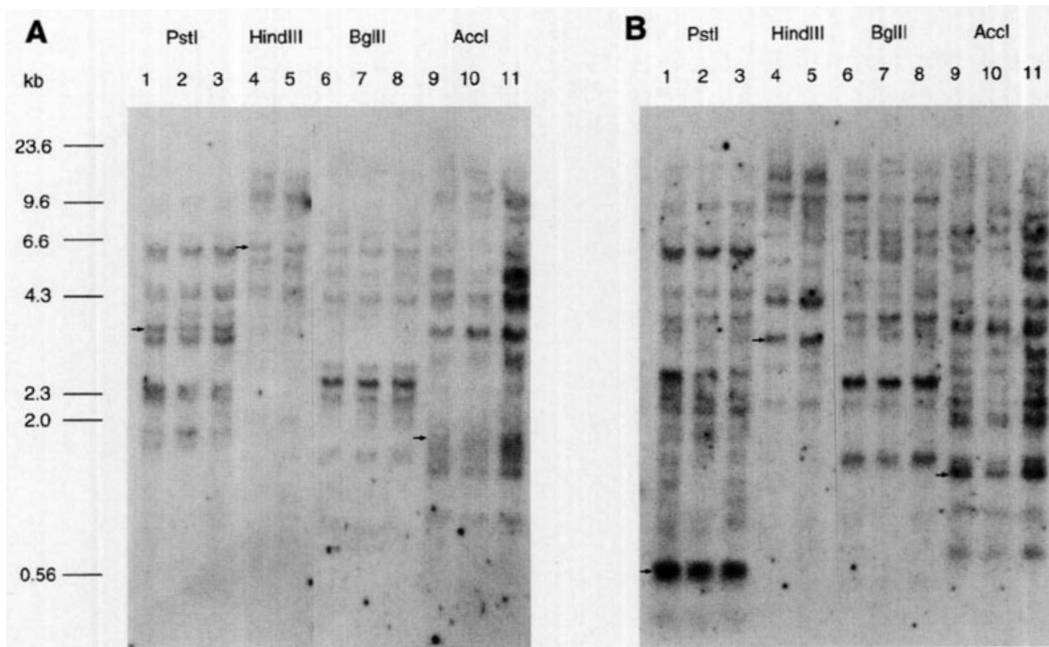 A
PstI HindIII BglII AccI
kb 1 2 3 4 5 6 7 8 9 10 11
23.6
9.6
6.6
4.3
2.3
2.0
0.56
B
PstI HindIII BglII AccI
1 2 3 4 5 6 7 8 9 10 11